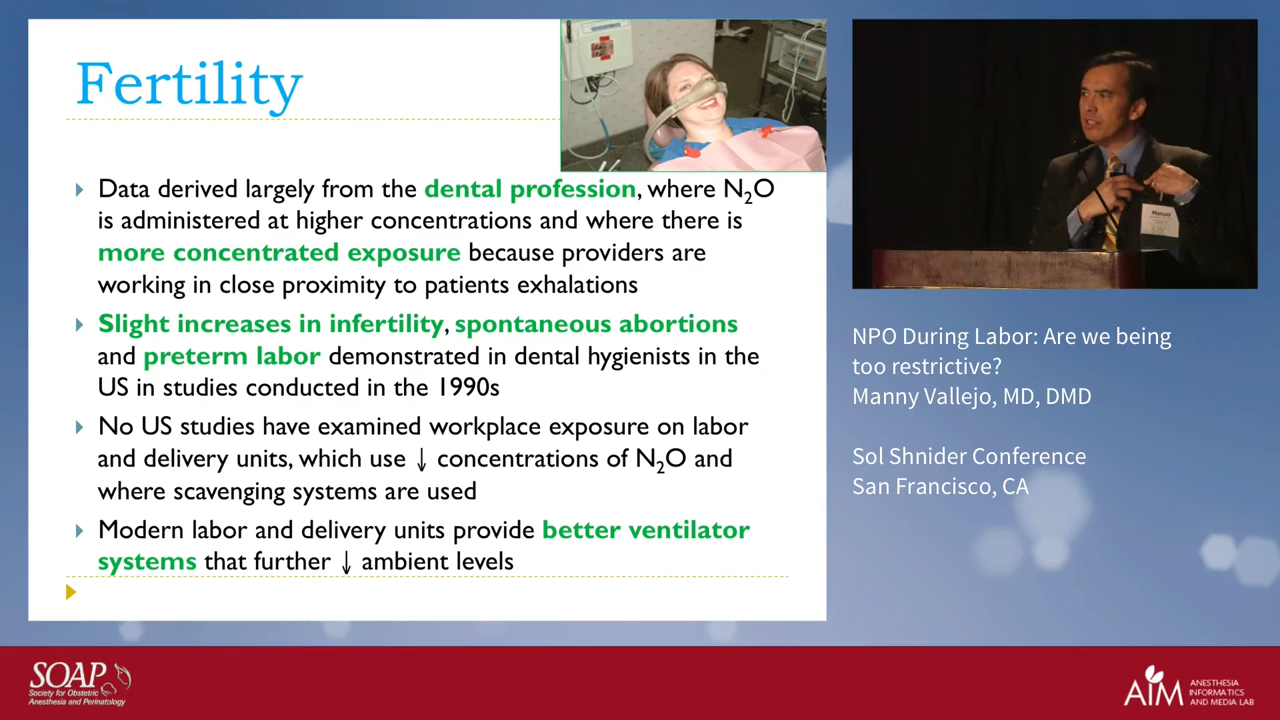 Fertility
Data derived largely from the dental profession, where N₂O
is administered at higher concentrations and where there is
more concentrated exposure because providers are
working in close proximity to patients exhalations
Slight increases in infertility, spontaneous abortions
and preterm labor demonstrated in dental hygienists in the
US in studies conducted in the 1990s
No US studies have examined workplace exposure on labor
and delivery units, which use ↓ concentrations of N₂O and
where scavenging systems are used
Modern labor and delivery units provide better ventilator
systems that further ↓ ambient levels
Manuel
NPO During Labor: Are we being
too restrictive?
Manny Vallejo, MD, DMD
Sol Shnider Conference
San Francisco, CA
SOAP
Society for Obstetric
Anesthesia and Perinatology
AIM
ANESTHESIA
INFORMATICS
AND MEDIA LAB